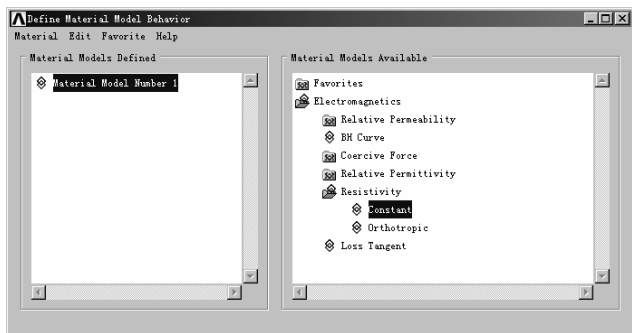 Define Material Model Behavior
Material Edit Favorite Help
Material Models Defined
Material Model Number 1
Material Models Available
Favorites
Electromagnetics
Relative Permeability
BH Curve
Coercive Force
Relative Permittivity
Resistivity
Constant
Orthotropic
Loss Tangent